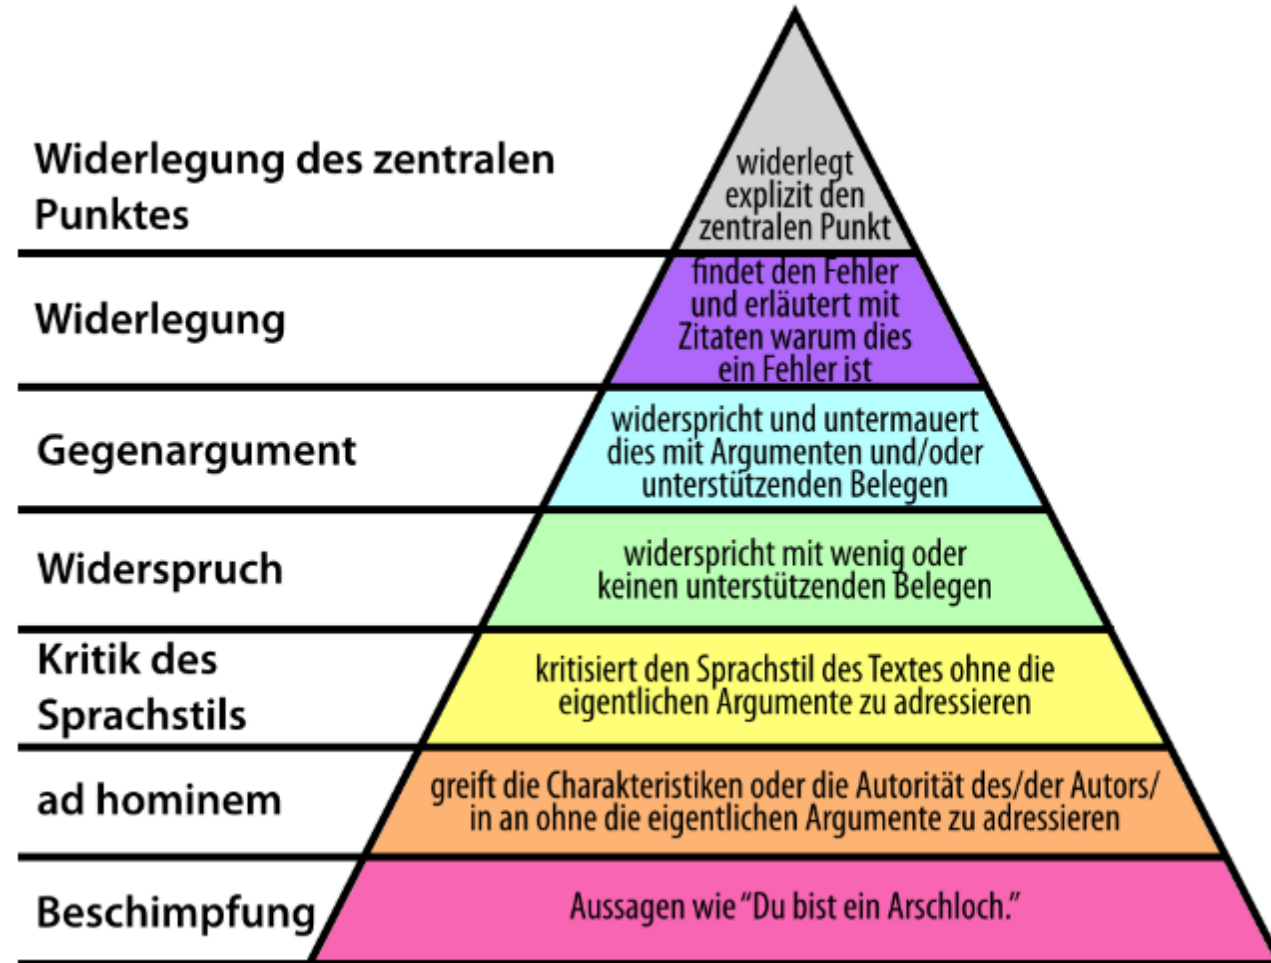 Widerlegung des zentralen
Punktes
widerlegt
explizit den
zentralen Punkt
Widerlegung
findet den Fehler
und erläutert mit
Zitaten warum dies
ein Fehler ist
Gegenargument
widerspricht und untermauert
dies mit Argumenten und/oder
unterstützenden Belegen
Widerspruch
widerspricht mit wenig oder
keinen unterstützenden Belegen
Kritik des
Sprachstils
kritisiert den Sprachstil des Textes ohne die
eigentlichen Argumente zu adressieren
ad hominem
greift die Charakteristiken oder die Autorität des/der Autors/
in an ohne die eigentlichen Argumente zu adressieren
Beschimpfung
Aussagen wie “Du bist ein Arschloch.”